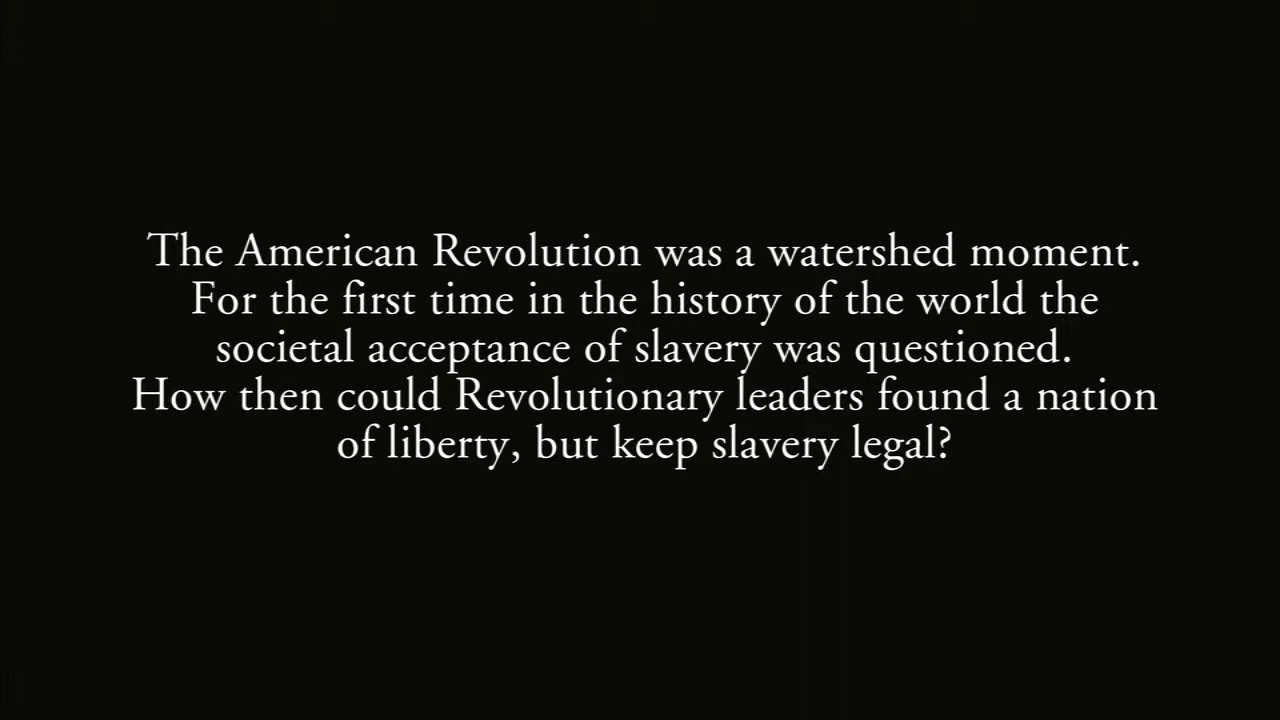 The American Revolution was a watershed moment.
For the first time in the history of the world the
societal acceptance of slavery was questioned.
How then could Revolutionary leaders found a nation
of liberty, but keep slavery legal?